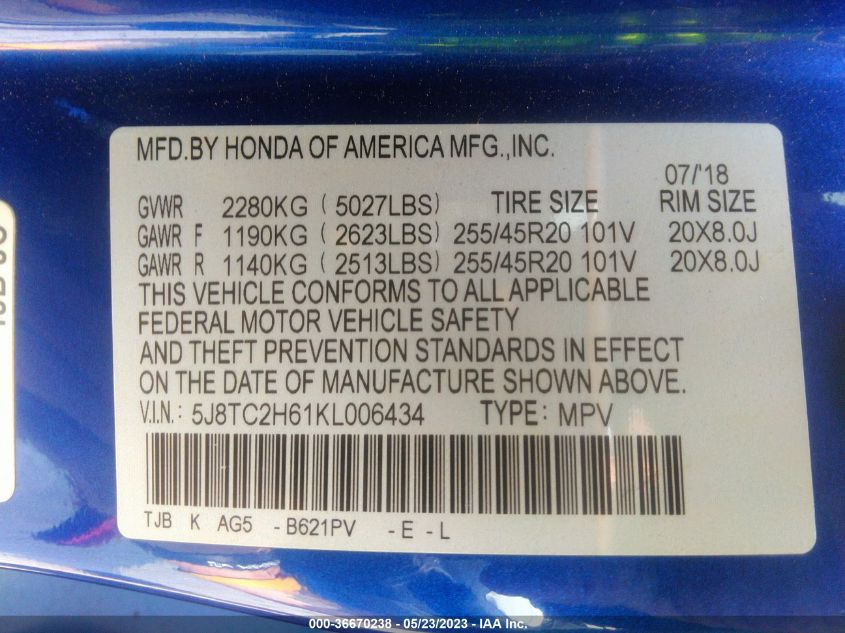 MFD.BY HONDA OF AMERICA MFG.,INC.
07/'18
GVWR 2280KG ( 5027LBS) TIRE SIZE RIM SIZE
GAWR F 1190KG ( 2623LBS) 255/45R20 101V 20X8.0J
GAWR R 1140KG ( 2513LBS) 255/45R20 101V 20X8.0J
THIS VEHICLE CONFORMS TO ALL APPLICABLE
FEDERAL MOTOR VEHICLE SAFETY
AND THEFT PREVENTION STANDARDS IN EFFECT
ON THE DATE OF MANUFACTURE SHOWN ABOVE.
V.I.N.: 5J8TC2H61KL006434 TYPE: MPV
TJB K AG5 -B621PV -E -L
000-36670238 - 05/23/2023 - IAA Inc.